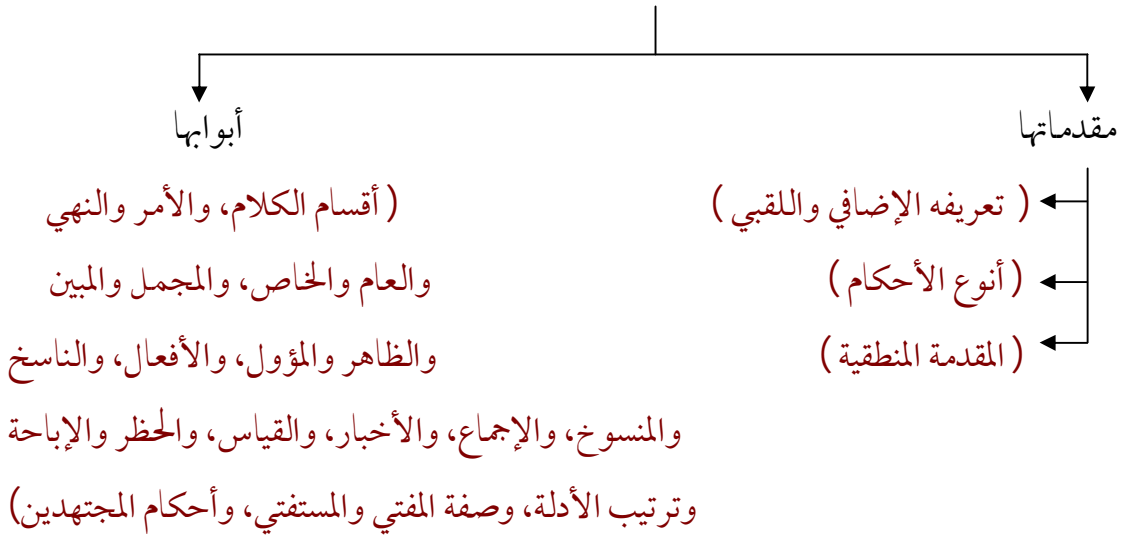 مقدماتها
أبوابها
( تعريفه الإضافي واللقبي )
( أنوع الأحكام )
( المقدمة المنطقية )
( أقسام الكلام، والأمر والنهي
والعام والخاص، والمجمل والمبين
والظاهر والمؤول، والأفعال، والناسخ
والمنسوخ، والإجماع، والأخبار، والقياس، والحظر والإباحة
وترتيب الأدلة، وصفة المفتي والمستفتي، وأحكام المجتهدين)